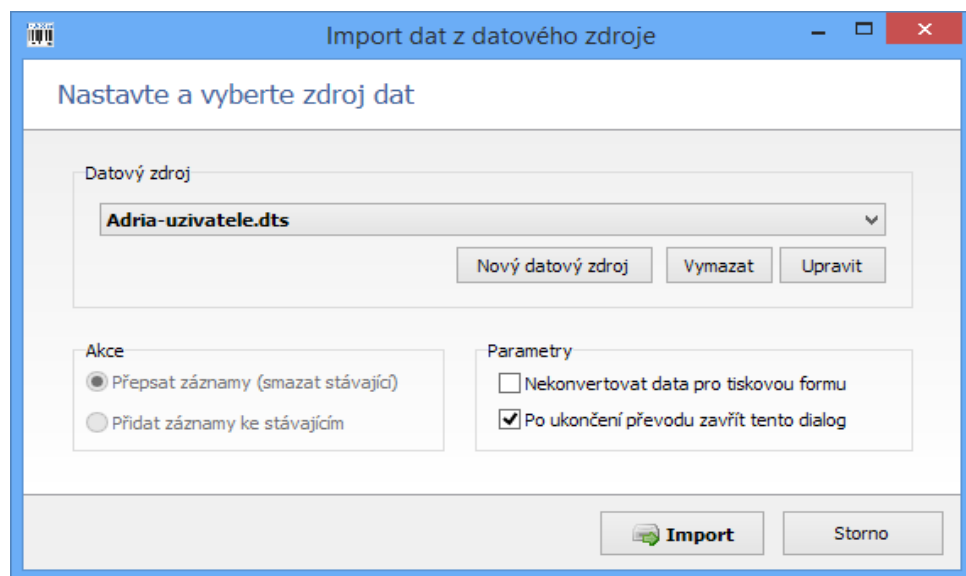 Import dat z datového zdroje
Nastavte a vyberte zdroj dat
Datový zdroj
Adria-uzivatele.dts
Nový datový zdroj
Vymazat
Upravit
Akce
Přepsat záznamy (smazat stávající)
Přidat záznamy ke stávajícím
Parametry
Nekonvertovat data pro tiskovou formu
Po ukončení převodu zavřít tento dialog
Import
Storno